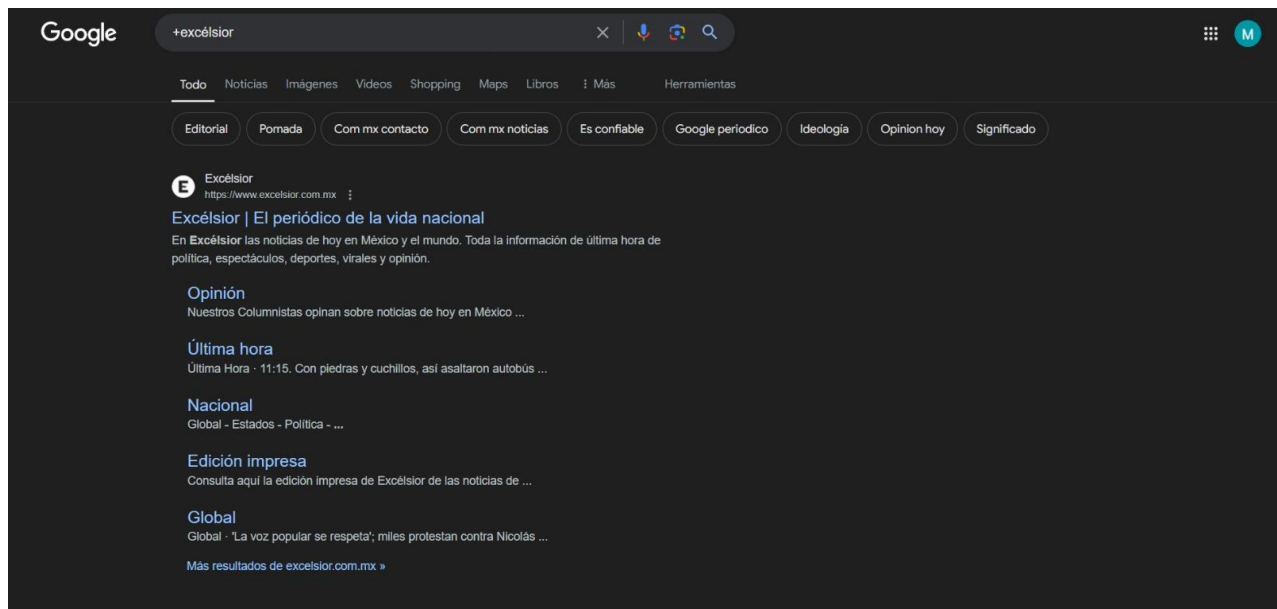 Google
+excélsior
M
Todo Noticias Imágenes Videos Shopping Maps Libros Más Herramientas
Editorial Pomada Com mx contacto Com mx noticias Es confiable Google periodico Ideología Opinion hoy Significado
E
Excélsior
https://www.excelsior.com.mx
Excélsior | El periódico de la vida nacional
En Excélsior las noticias de hoy en México y el mundo. Toda la información de última hora de
política, espectáculos, deportes, virales y opinión.
Opinión
Nuestros Columnistas opinan sobre noticias de hoy en México ...
Última hora
Última Hora · 11:15. Con piedras y cuchillos, así asaltaron autobús ...
Nacional
Global - Estados - Política - ...
Edición impresa
Consulta aquí la edición impresa de Excélsior de las noticias de ...
Global
Global · 'La voz popular se respeta'; miles protestan contra Nicolás ...
Más resultados de excelsior.com.mx »